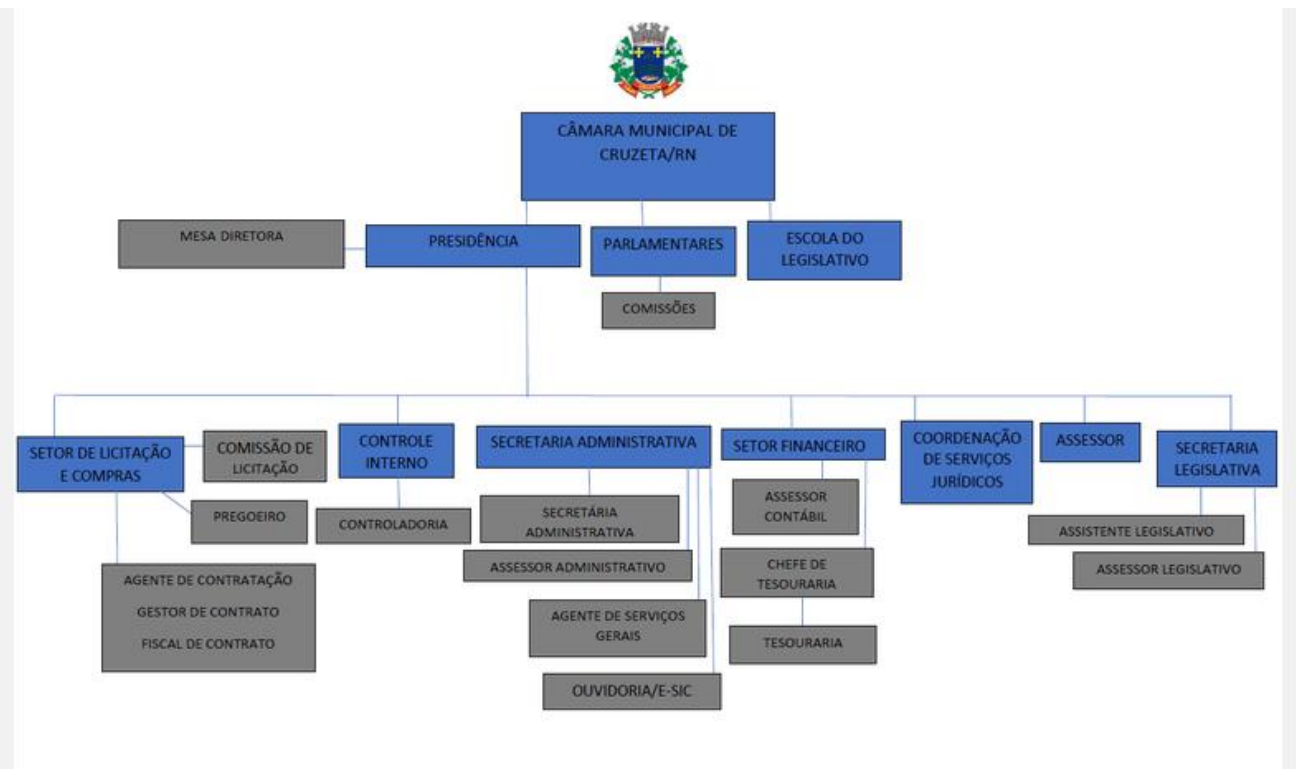 CÂMARA MUNICIPAL DE
CRUZETA/RN
MESA DIRETORA
PRESIDÊNCIA
PARLAMENTARES
ESCOLA DO
LEGISLATIVO
COMISSÕES
SETOR DE LICITAÇÃO
E COMPRAS
COMISSÃO DE
LICITAÇÃO
PREGOEIRO
AGENTE DE CONTRATAÇÃO
GESTOR DE CONTRATO
FISCAL DE CONTRATO
CONTROLE
INTERNO
CONTROLADORIA
SECRETARIA ADMINISTRATIVA
SECRETÁRIA
ADMINISTRATIVA
ASSESSOR ADMINISTRATIVO
AGENTE DE SERVIÇOS
GERAIS
OUVIDORIA/E-SIC
SETOR FINANCEIRO
ASSESSOR
CONTÁBIL
CHEFE DE
TESOURARIA
TESOURARIA
COORDENAÇÃO
DE SERVIÇOS
JURÍDICOS
ASSESSOR
SECRETARIA
LEGISLATIVA
ASSISTENTE LEGISLATIVO
ASSESSOR LEGISLATIVO